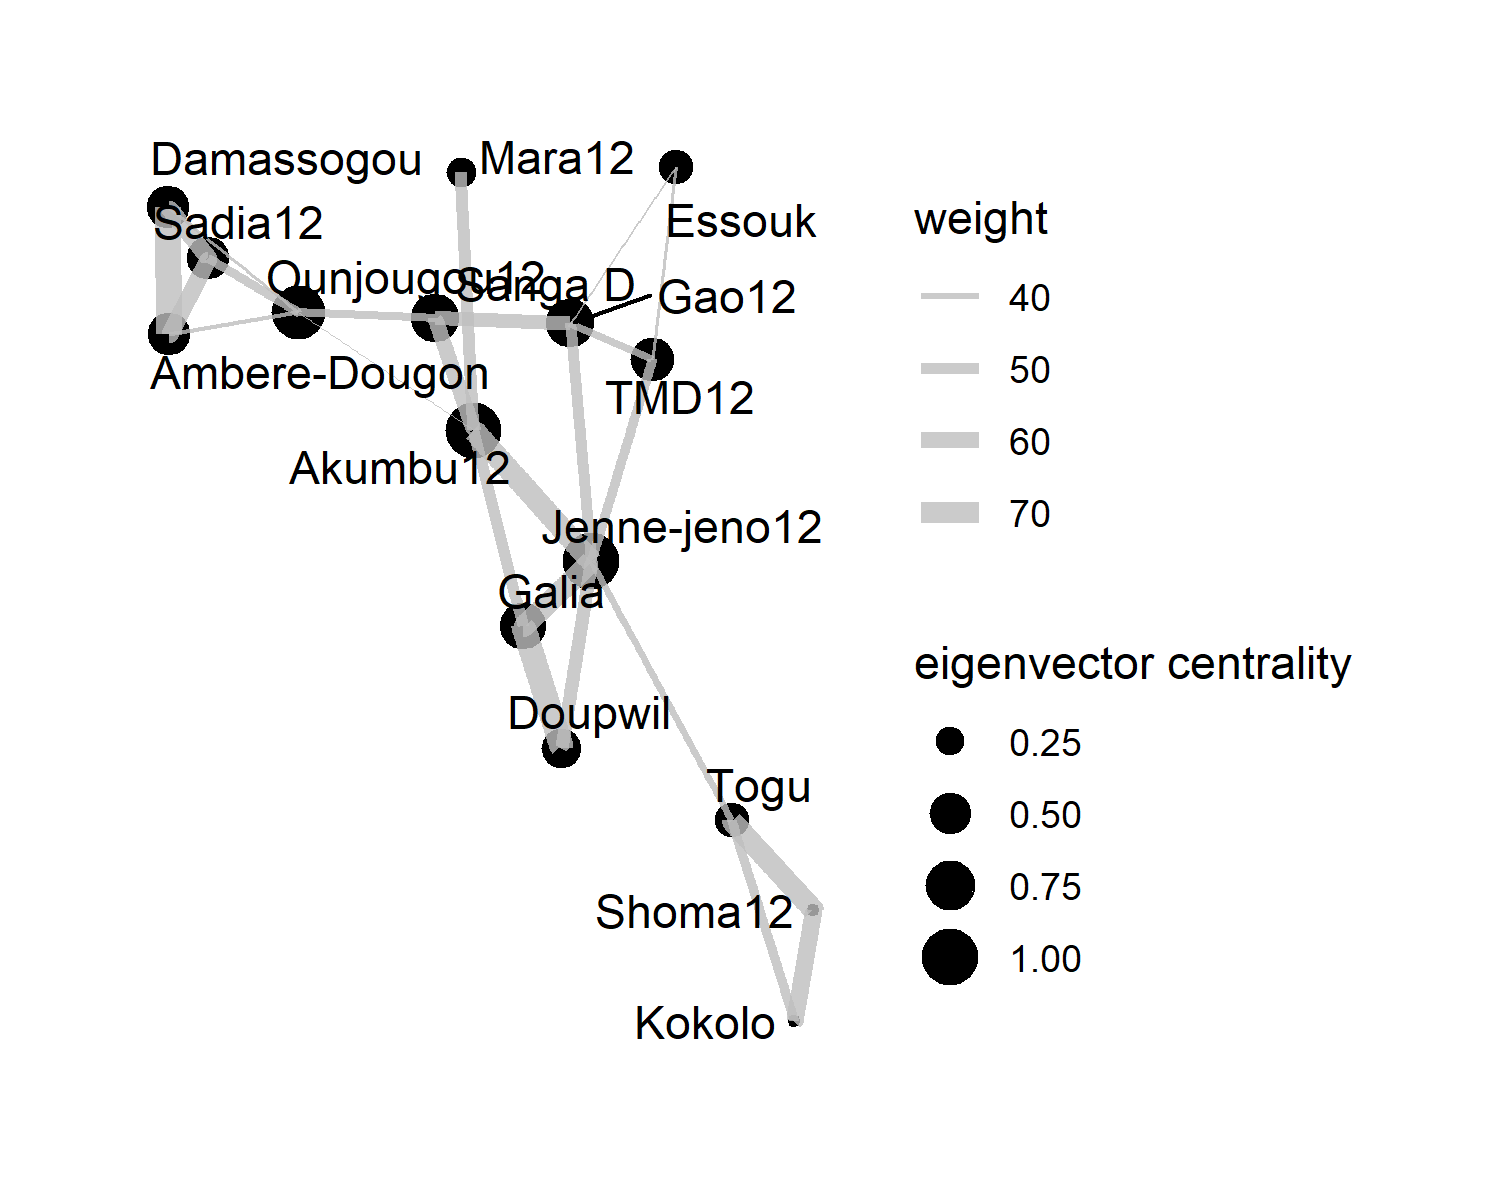 Damassogou
Mara12
Sadia12
Essouk
Ounjougou12
Sanga D
Gao12
Ambere-Dougon
TMD12
Akumbu12
Jenne-jeno12
Galia
Doupwil
Togu
Shoma12
Kokolo
weight
40
50
60
70
eigenvector centrality
0.25
0.50
0.75
1.00